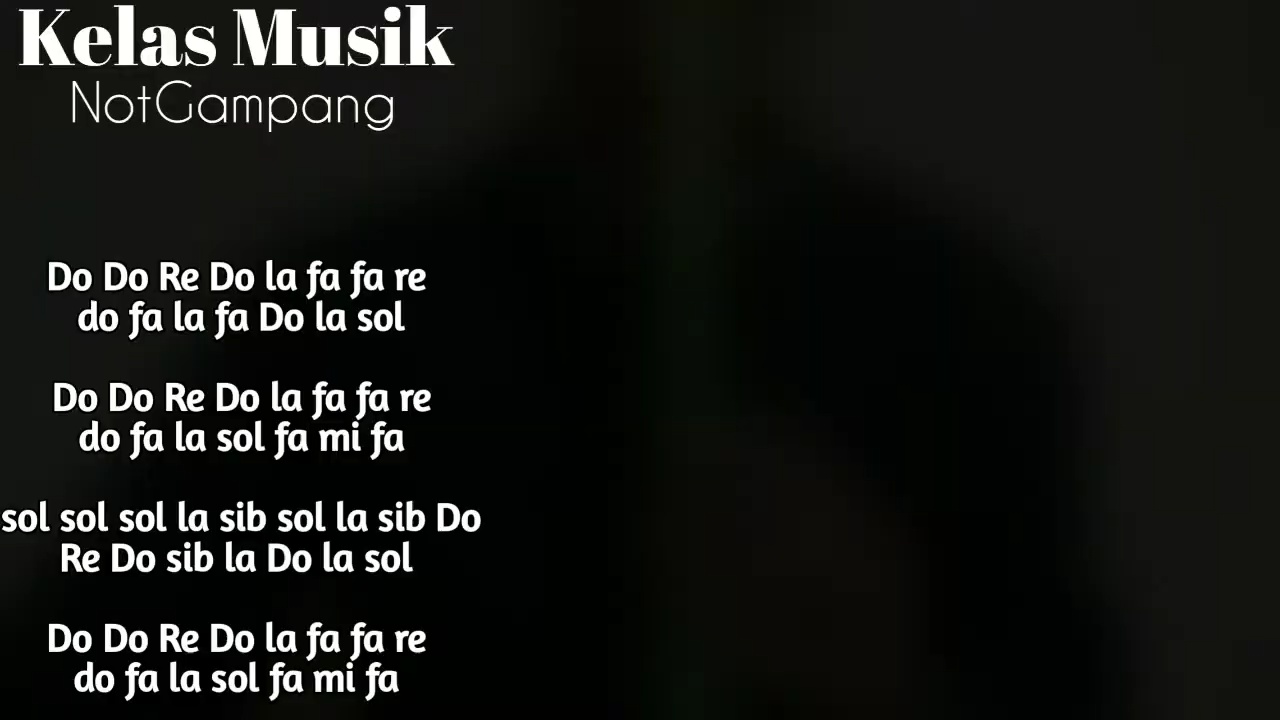 Kelas Musik
NotGampang
Do Do Re Do la fa fa re
do fa la fa Do la sol
Do Do Re Do la fa fa re
do fa la sol fa mi fa
sol sol sol la sib sol la sib Do
Re Do sib la Do la sol
Do Do Re Do la fa fa re
do fa la sol fa mi fa